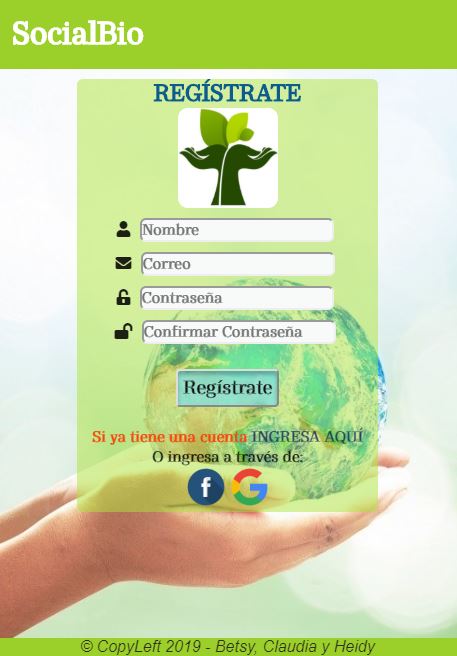 SocialBio
REGÍSTRATE
Nombre
Correo
Contraseña
Confirmar Contraseña
Regístrate
Si ya tiene una cuenta INGRESA AQUÍ
O ingresa a través de:
© CopyLeft 2019 - Betsy, Claudia y Heidy